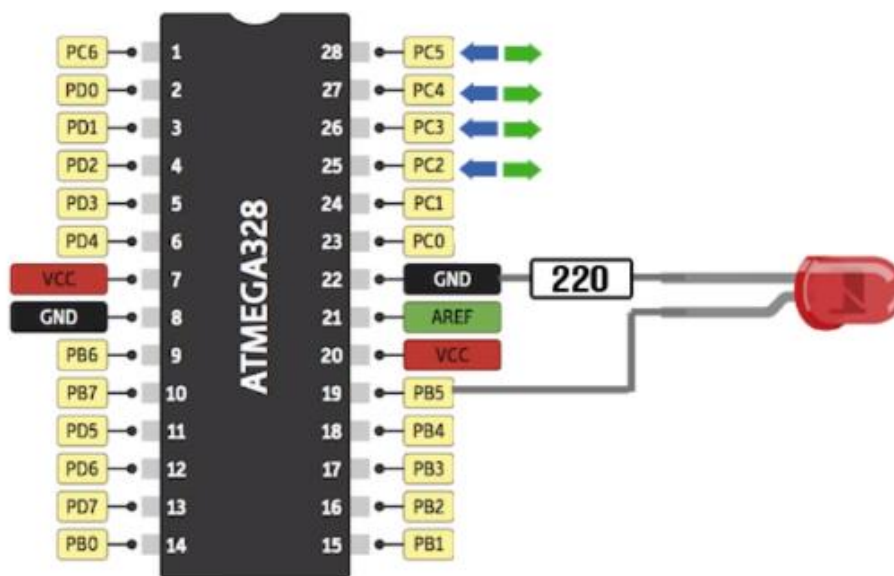 PC6 1 28 PC5
PD0 2 27 PC4
PD1 3 26 PC3
PD2 4 25 PC2
PD3 5 24 PC1
PD4 6 23 PC0
VCC 7 22 GND 220
GND 8 21 AREF
PB6 9 20 VCC
PB7 10 19 PB5
PD5 11 18 PB4
PD6 12 17 PB3
PD7 13 16 PB2
PB0 14 15 PB1
ATMEGA328